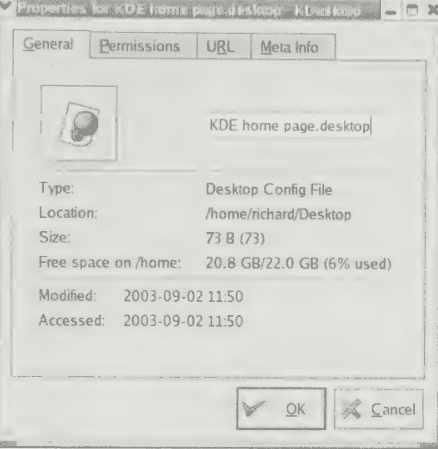 Properties for KDE home page.desktop - KDesktop
General Permissions URL Meta Info
KDE home page.desktop
Type: Desktop Config File
Location: /home/richard/Desktop
Size: 73 B (73)
Free space on /home: 20.8 GB/22.0 GB (6% used)
Modified: 2003-09-02 11:50
Accessed: 2003-09-02 11:50
OK Cancel